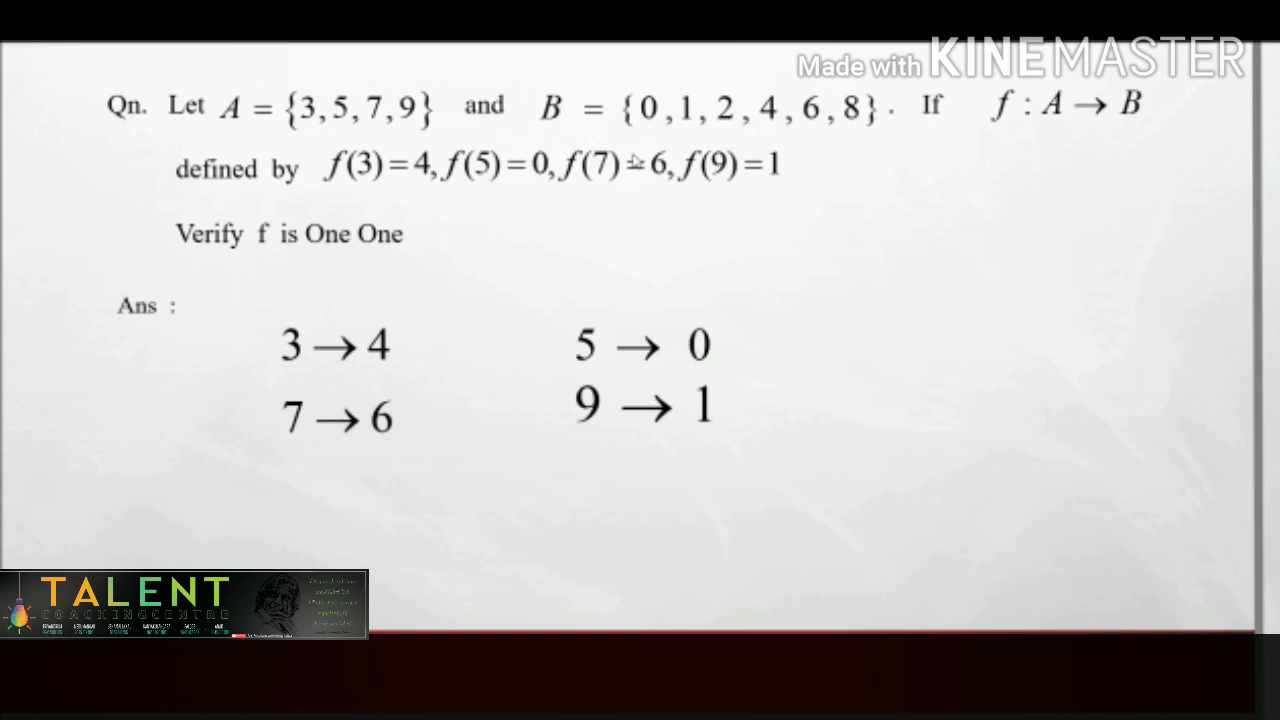 Made with KINEMASTER
Qn. Let A = {3,5,7,9} and B = {0,1,2,4,6,8}. If f : A → B
defined by f(3)=4, f(5)=0, f(7)=6, f(9)=1
Verify f is One One
Ans :
3 → 4 5 → 0
7 → 6 9 → 1
TALENT
COACHING CENTRE